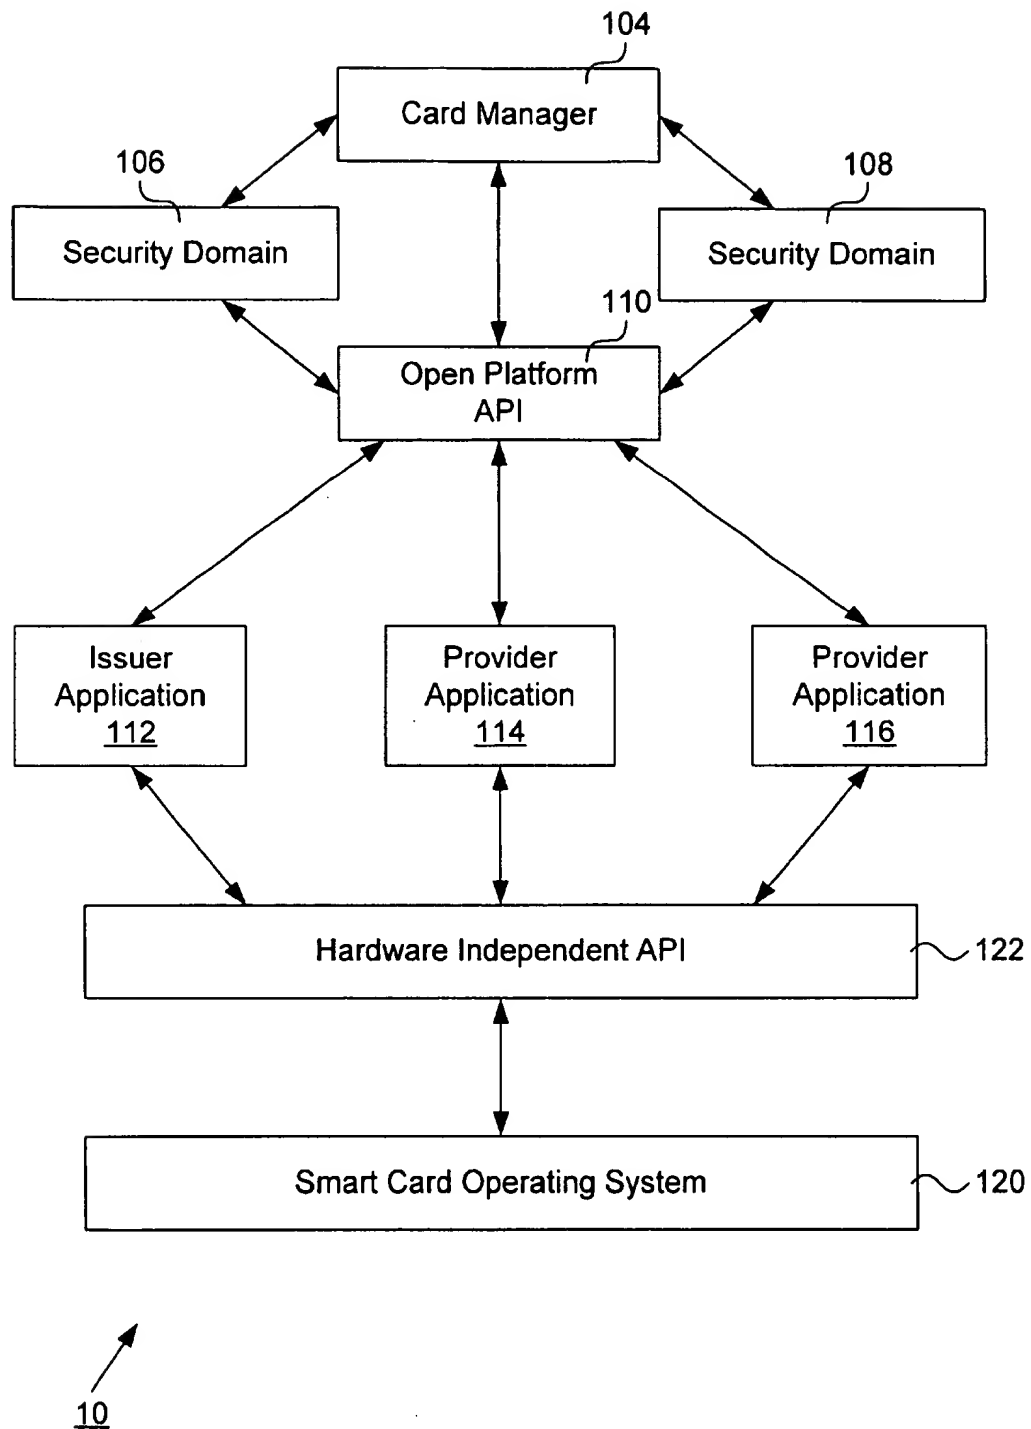 104
Card Manager
106
108
Security Domain
Security Domain
110
Open Platform
API
Issuer
Application
112
Provider
Application
114
Provider
Application
116
Hardware Independent API
122
Smart Card Operating System
120
10